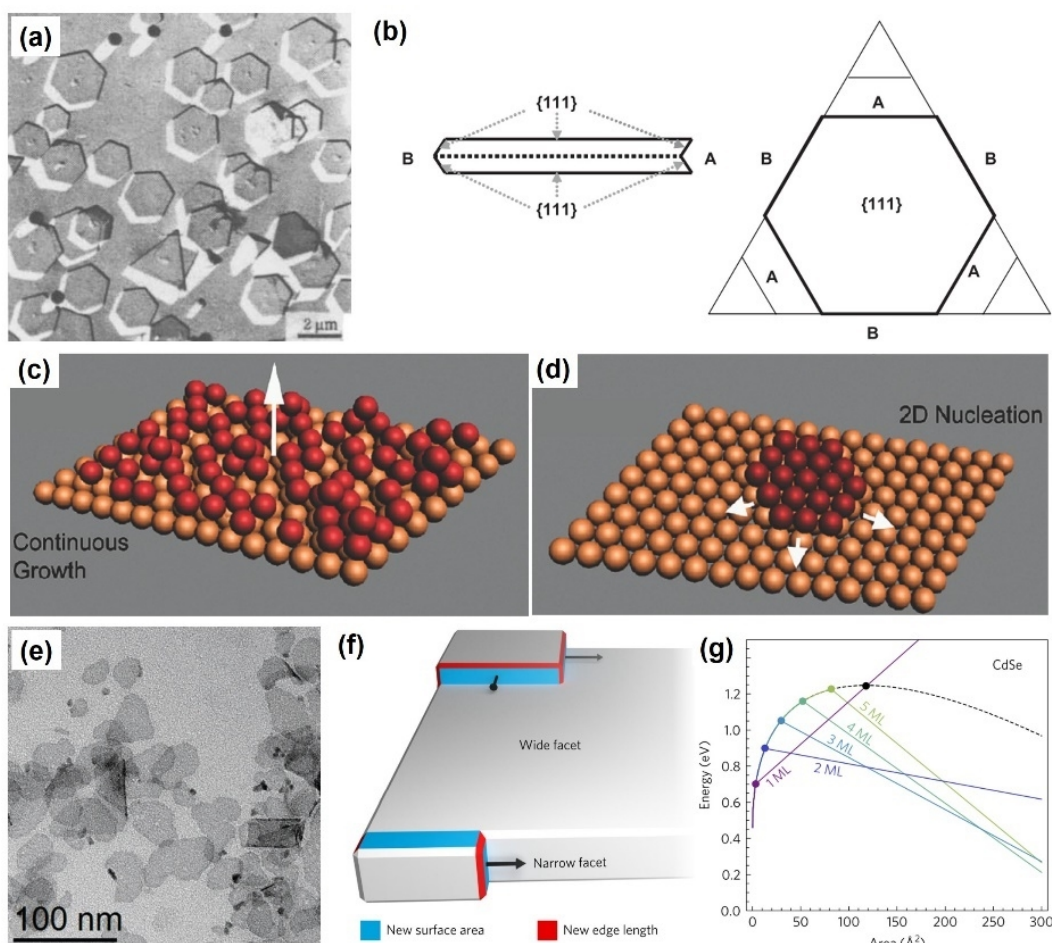 (a)
2 μm
(b)
{111}
B
A
{111}
A
B
B
{111}
A
A
B
(c)
Continuous
Growth
(d)
2D Nucleation
(e)
100 nm
(f)
Wide facet
Narrow facet
New surface area
New edge length
(g)
CdSe
1.2
1.0
0.8
0.6
0.4
0.2
0.0
Energy (eV)
5 ML
4 ML
3 ML
2 ML
1 ML
0 50 100 150 200 250 300
Area (Å²)